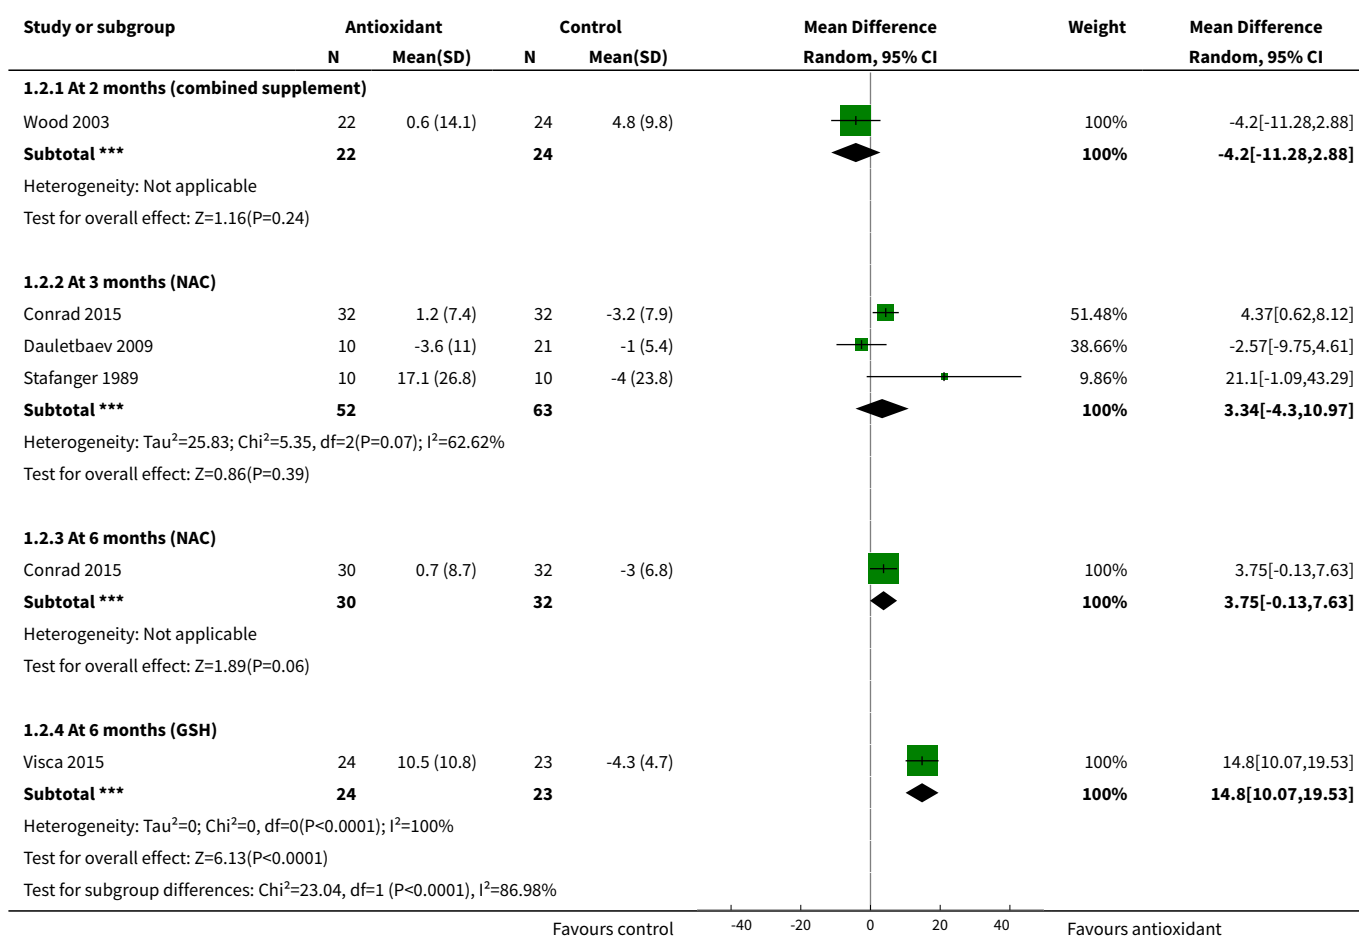 Study or subgroup Antioxidant Control Mean Difference Weight Mean Difference
N Mean(SD) N Mean(SD) Random, 95% CI Random, 95% CI
1.2.1 At 2 months (combined supplement)
Wood 2003 22 0.6 (14.1) 24 4.8 (9.8) 100% -4.2[-11.28,2.88]
Subtotal *** 22 24 100% -4.2[-11.28,2.88]
Heterogeneity: Not applicable
Test for overall effect: Z=1.16(P=0.24)
1.2.2 At 3 months (NAC)
Conrad 2015 32 1.2 (7.4) 32 -3.2 (7.9) 51.48% 4.37[0.62,8.12]
Dauletbaev 2009 10 -3.6 (11) 21 -1 (5.4) 38.66% -2.57[-9.75,4.61]
Stafanger 1989 10 17.1 (26.8) 10 -4 (23.8) 9.86% 21.1[-1.09,43.29]
Subtotal *** 52 63 100% 3.34[-4.3,10.97]
Heterogeneity: Tau²=25.83; Chi²=5.35, df=2(P=0.07); I²=62.62%
Test for overall effect: Z=0.86(P=0.39)
1.2.3 At 6 months (NAC)
Conrad 2015 30 0.7 (8.7) 32 -3 (6.8) 100% 3.75[-0.13,7.63]
Subtotal *** 30 32 100% 3.75[-0.13,7.63]
Heterogeneity: Not applicable
Test for overall effect: Z=1.89(P=0.06)
1.2.4 At 6 months (GSH)
Visca 2015 24 10.5 (10.8) 23 -4.3 (4.7) 100% 14.8[10.07,19.53]
Subtotal *** 24 23 100% 14.8[10.07,19.53]
Heterogeneity: Tau²=0; Chi²=0, df=0(P<0.0001); I²=100%
Test for overall effect: Z=6.13(P<0.0001)
Test for subgroup differences: Chi²=23.04, df=1 (P<0.0001), I²=86.98%
Favours control -40 -20 0 20 40 Favours antioxidant